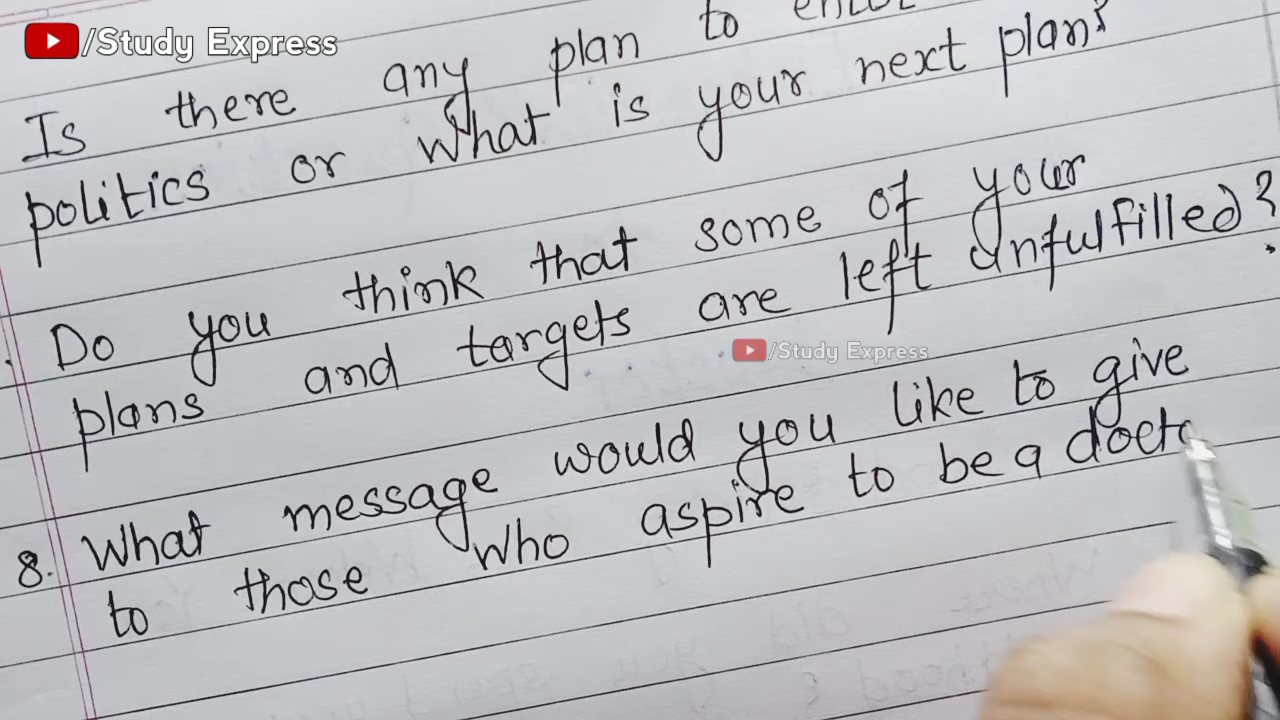 /Study Express
Is there any plan to
politics or what is your next plan?
Do you think that some of your
plans and targets are left unfulfilled?
/Study Express
8. What message would you like to give
to those who aspire to be a docto